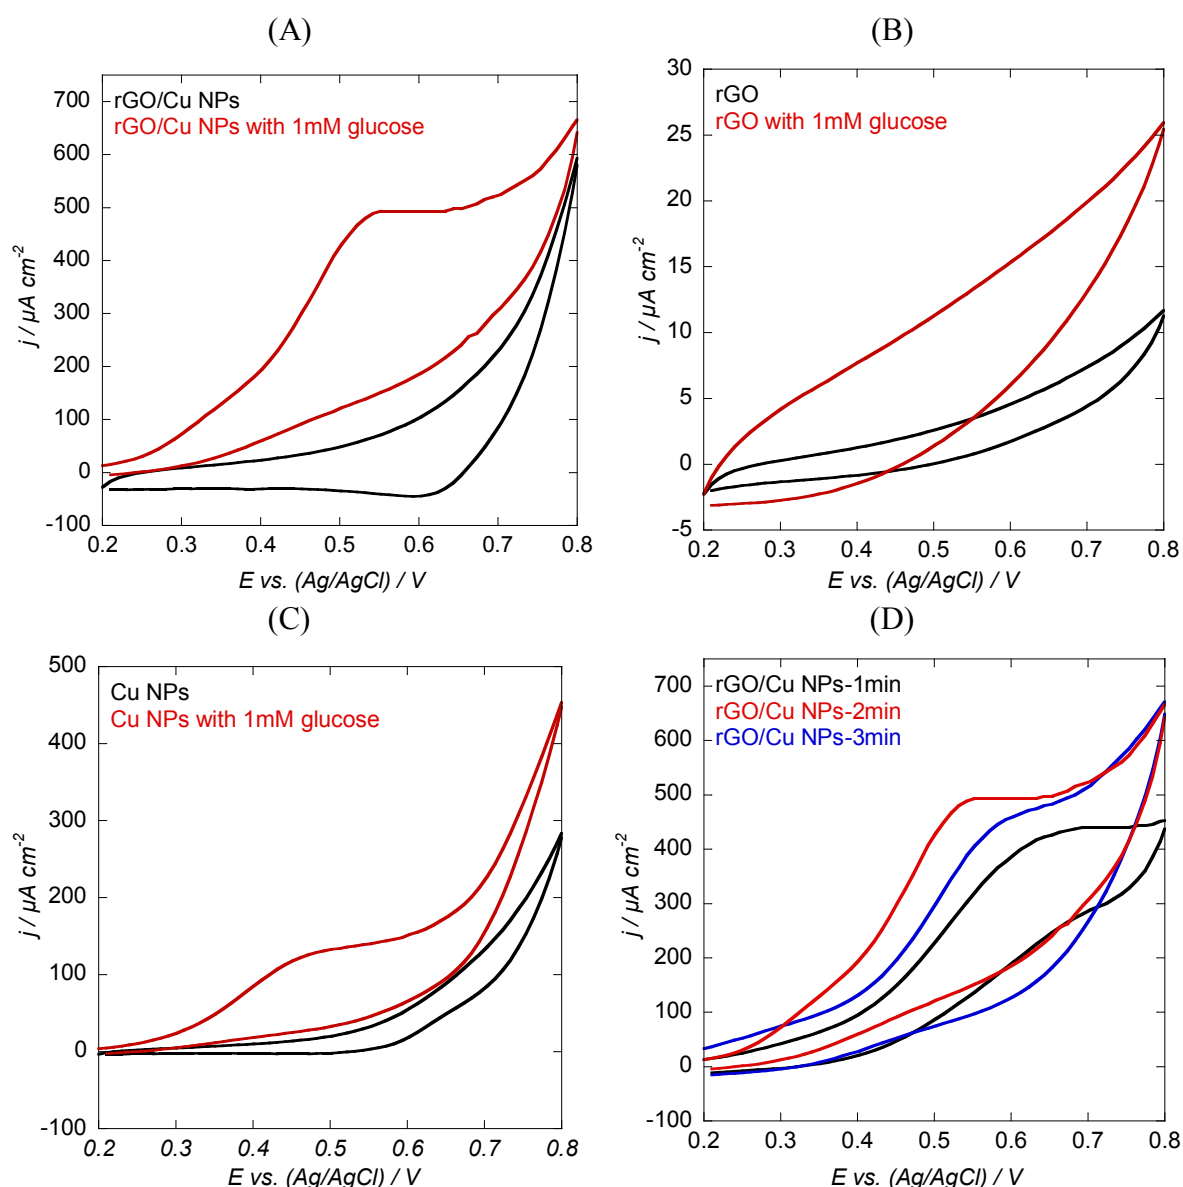 (A)
rGO/Cu NPs
rGO/Cu NPs with 1mM glucose
700
600
500
400
300
200
100
0
-100
j / µA cm-2
0.2 0.3 0.4 0.5 0.6 0.7 0.8
E vs. (Ag/AgCl) / V
(B)
rGO
rGO with 1mM glucose
30
25
20
15
10
5
0
-5
j / µA cm-2
0.2 0.3 0.4 0.5 0.6 0.7 0.8
E vs. (Ag/AgCl) / V
(C)
Cu NPs
Cu NPs with 1mM glucose
500
400
300
200
100
0
-100
j / µA cm-2
0.2 0.3 0.4 0.5 0.6 0.7 0.8
E vs. (Ag/AgCl) / V
(D)
rGO/Cu NPs-1min
rGO/Cu NPs-2min
rGO/Cu NPs-3min
700
600
500
400
300
200
100
0
-100
j / µA cm-2
0.2 0.3 0.4 0.5 0.6 0.7 0.8
E vs. (Ag/AgCl) / V